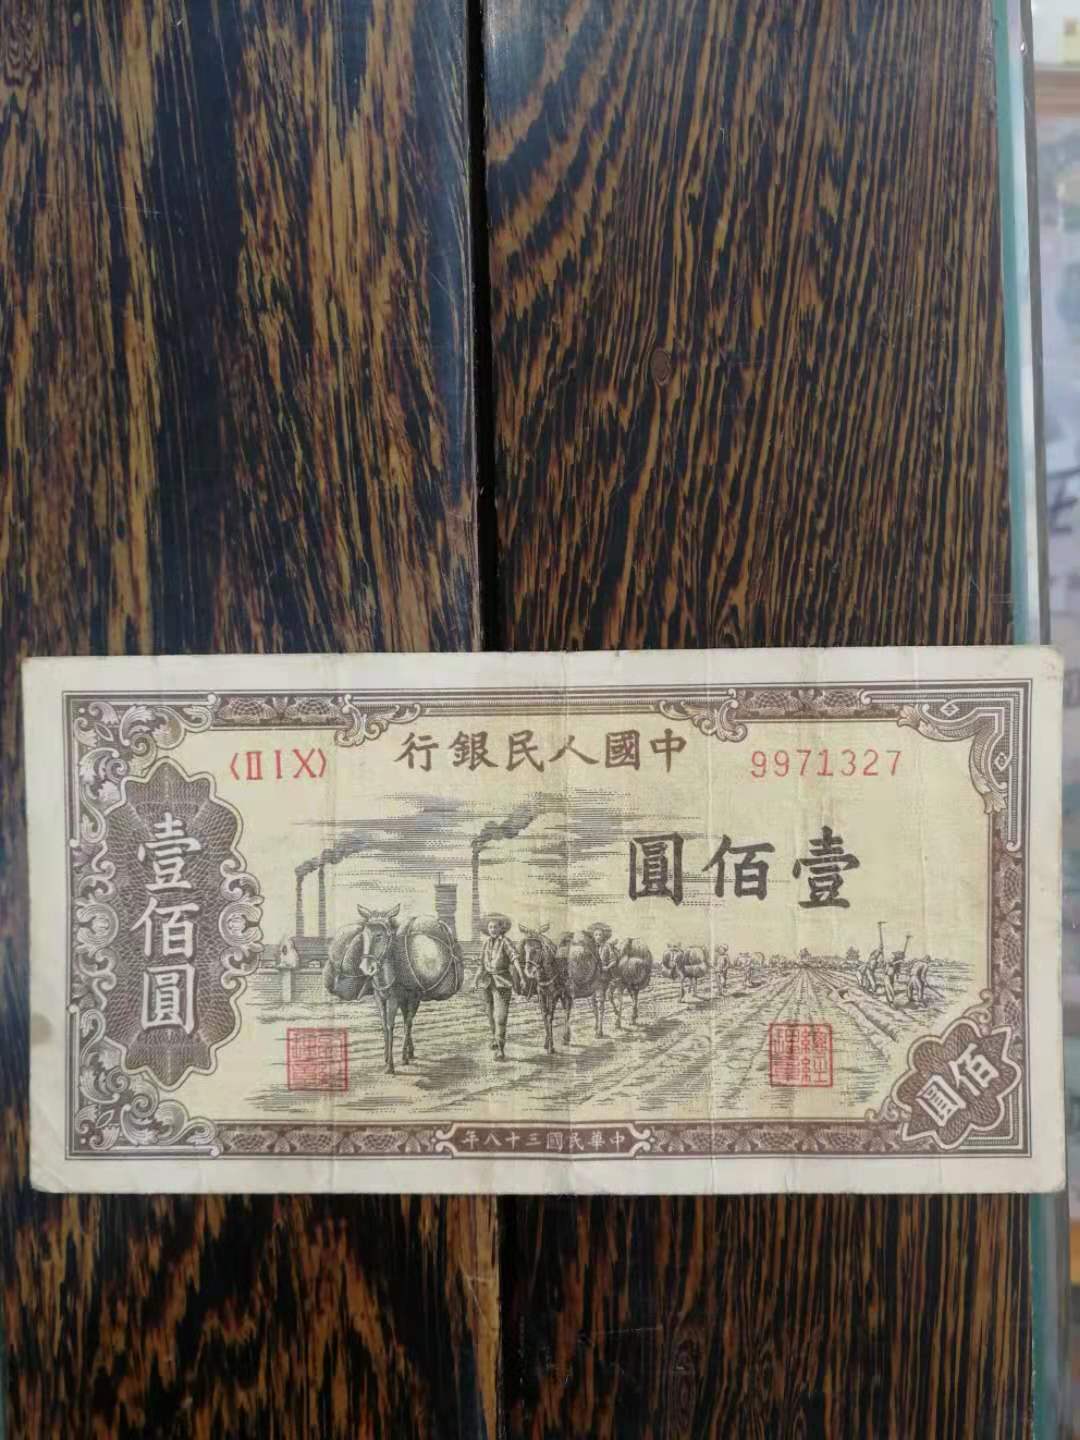 〈Ⅱ Ⅰ Ⅹ〉
中國人民銀行
9971327
壹佰圓
壹佰圓
佰圓
中華民國三十八年